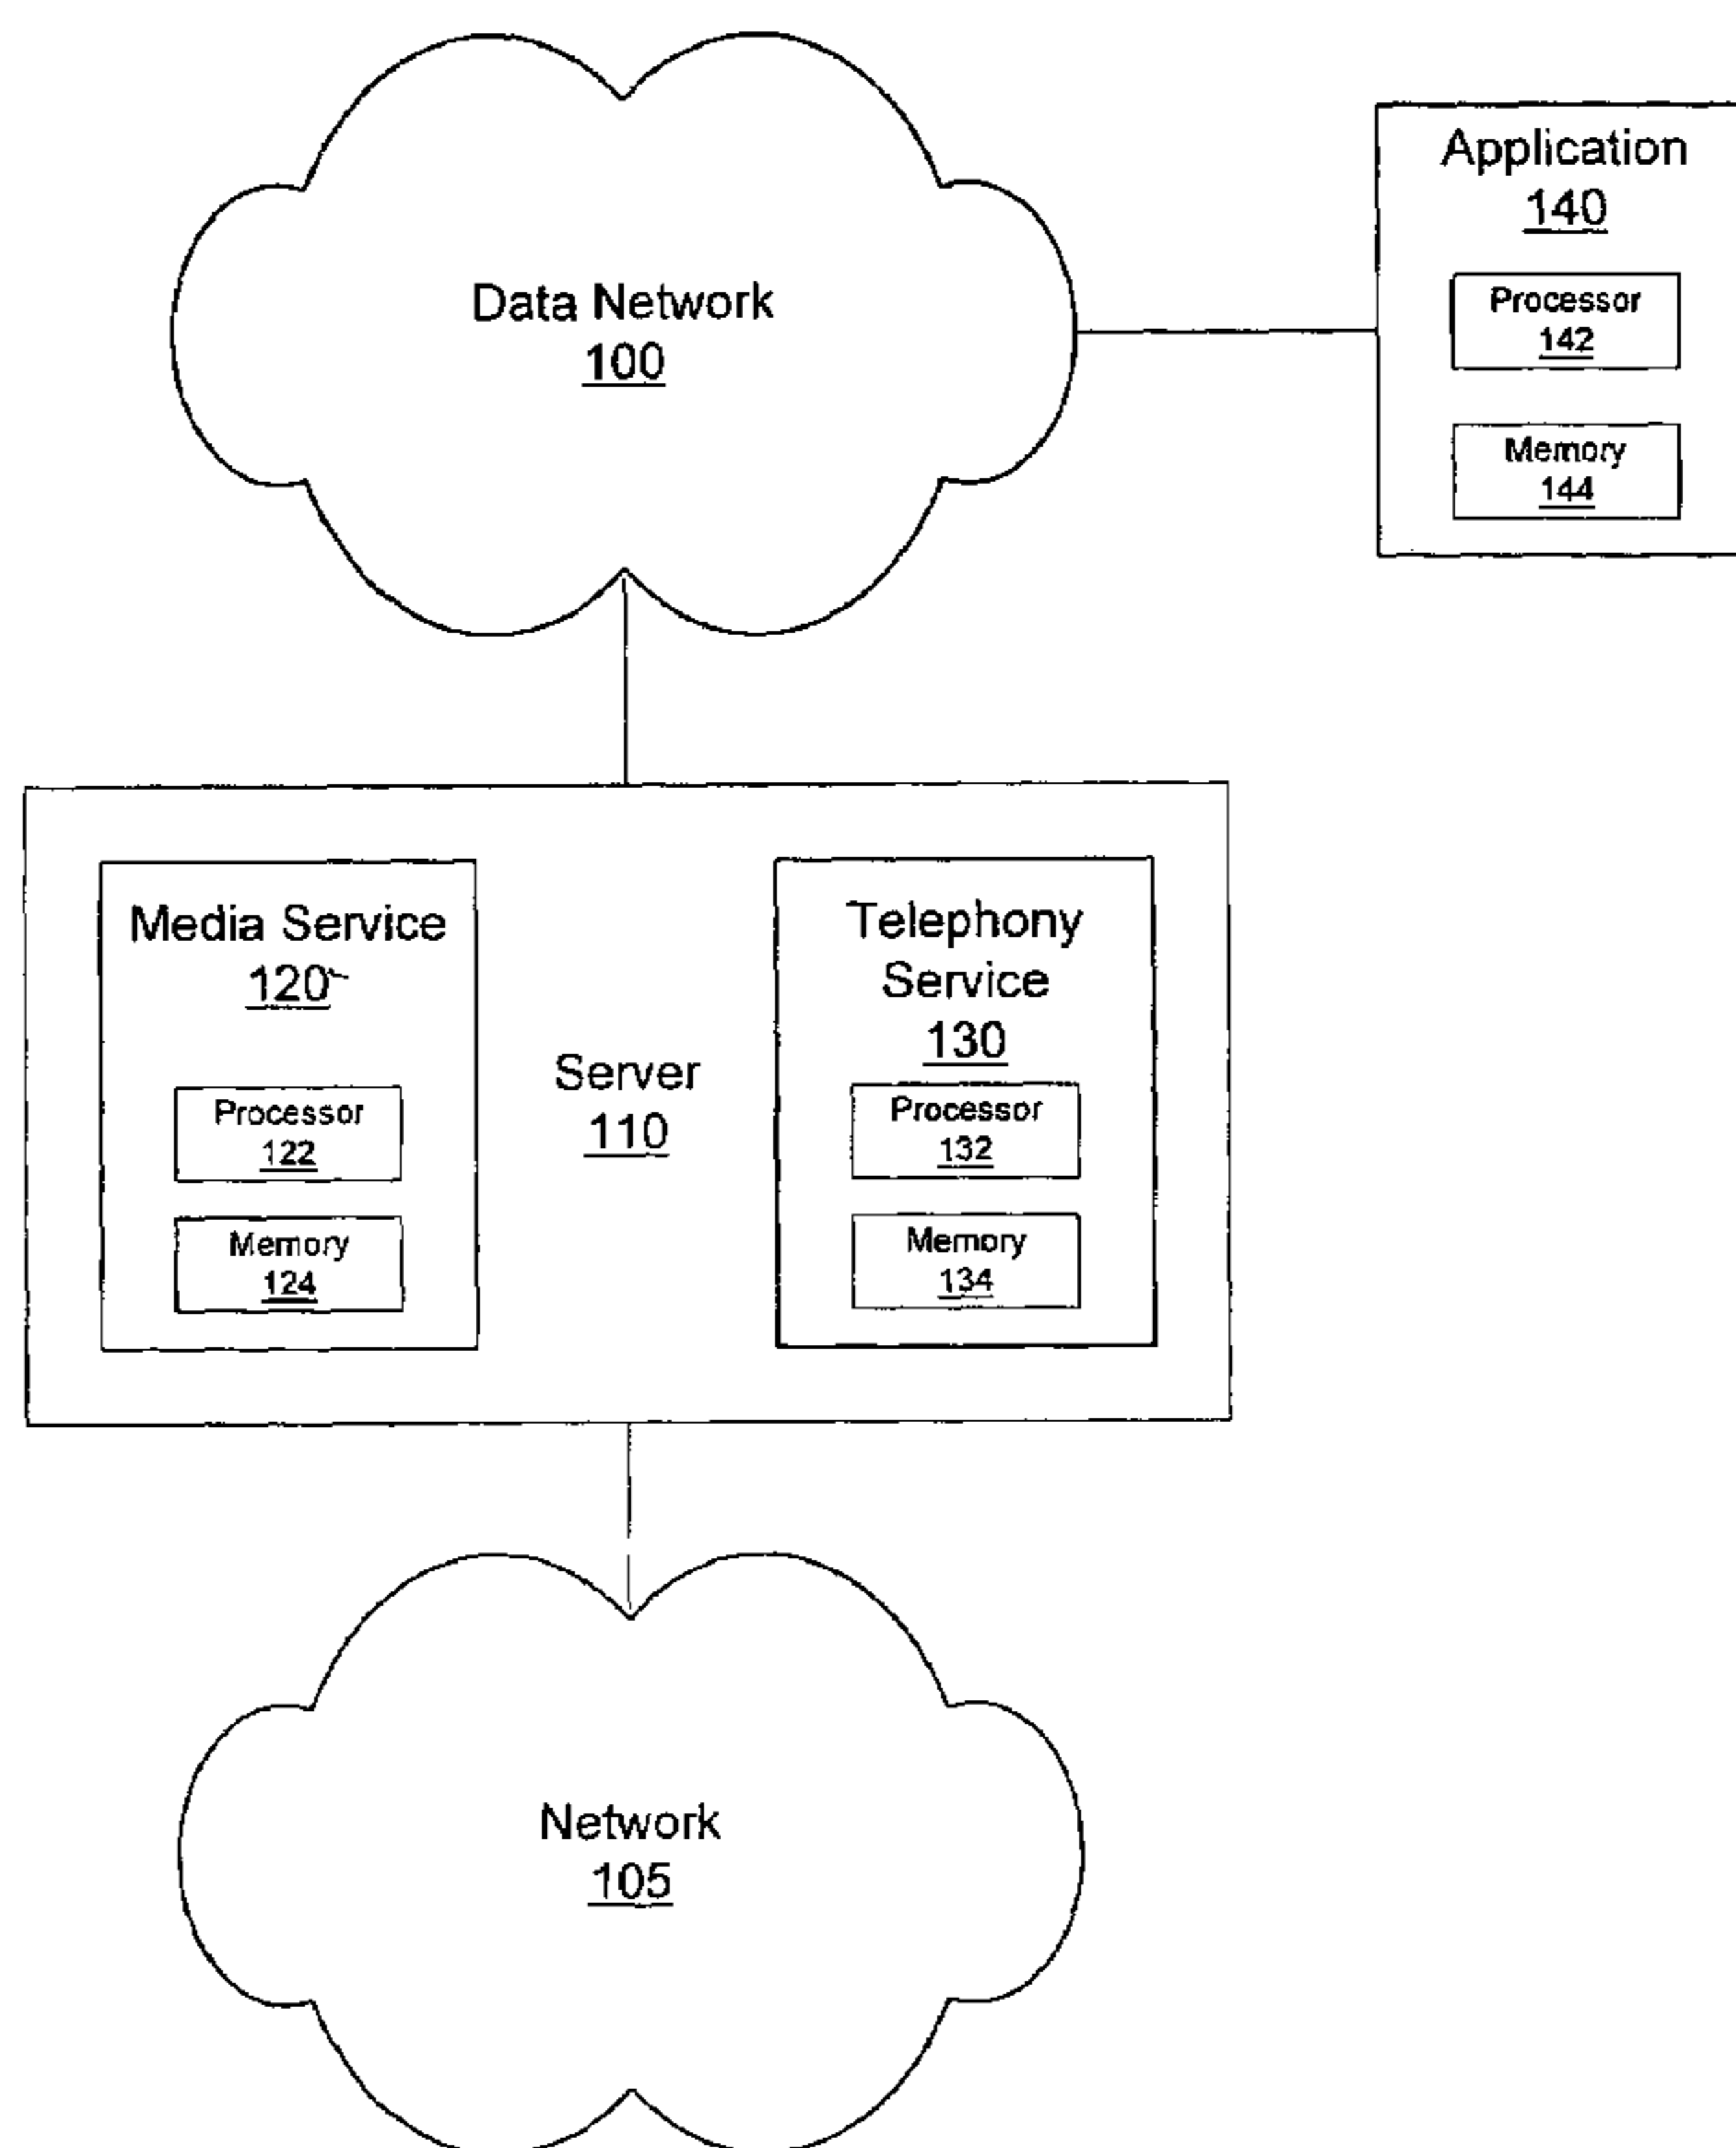 Data Network
100
Application
140
Processor
142
Memory
144
Media Service
120
Processor
122
Memory
124
Server
110
Telephony
Service
130
Processor
132
Memory
134
Network
105